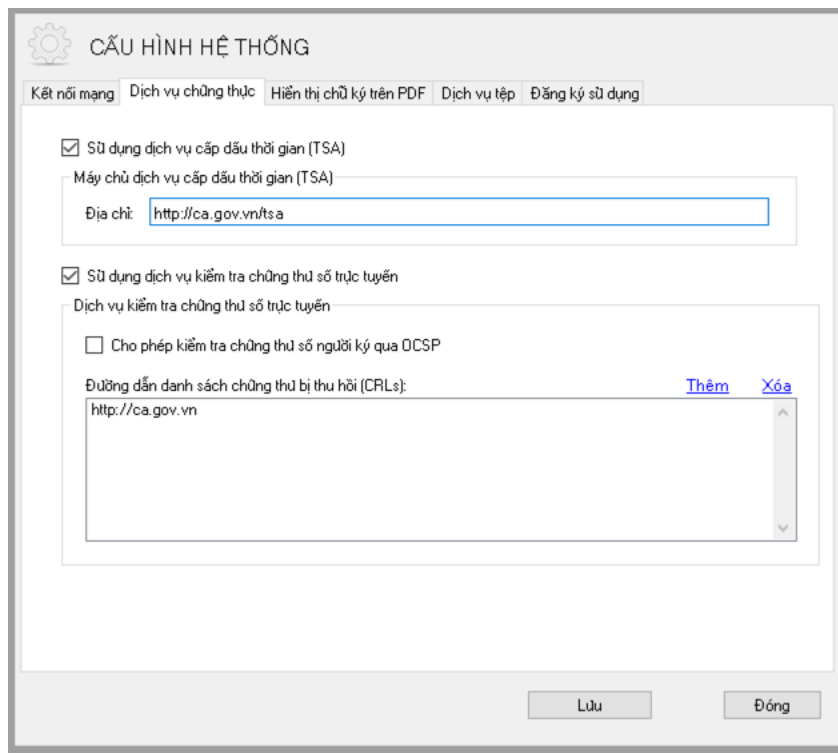 CẤU HÌNH HỆ THỐNG
Kết nối mạng Dịch vụ chứng thực Hiển thị chữ ký trên PDF Dịch vụ tệp Đăng ký sử dụng
Sử dụng dịch vụ cấp dấu thời gian (TSA)
Máy chủ dịch vụ cấp dấu thời gian (TSA)
Địa chỉ: http://ca.gov.vn/tsa
Sử dụng dịch vụ kiểm tra chứng thư số trực tuyến
Dịch vụ kiểm tra chứng thư số trực tuyến
Cho phép kiểm tra chứng thư số người ký qua OCSP
Đường dẫn danh sách chứng thư bị thu hồi (CRLs): Thêm Xóa
http://ca.gov.vn
Lưu Đóng